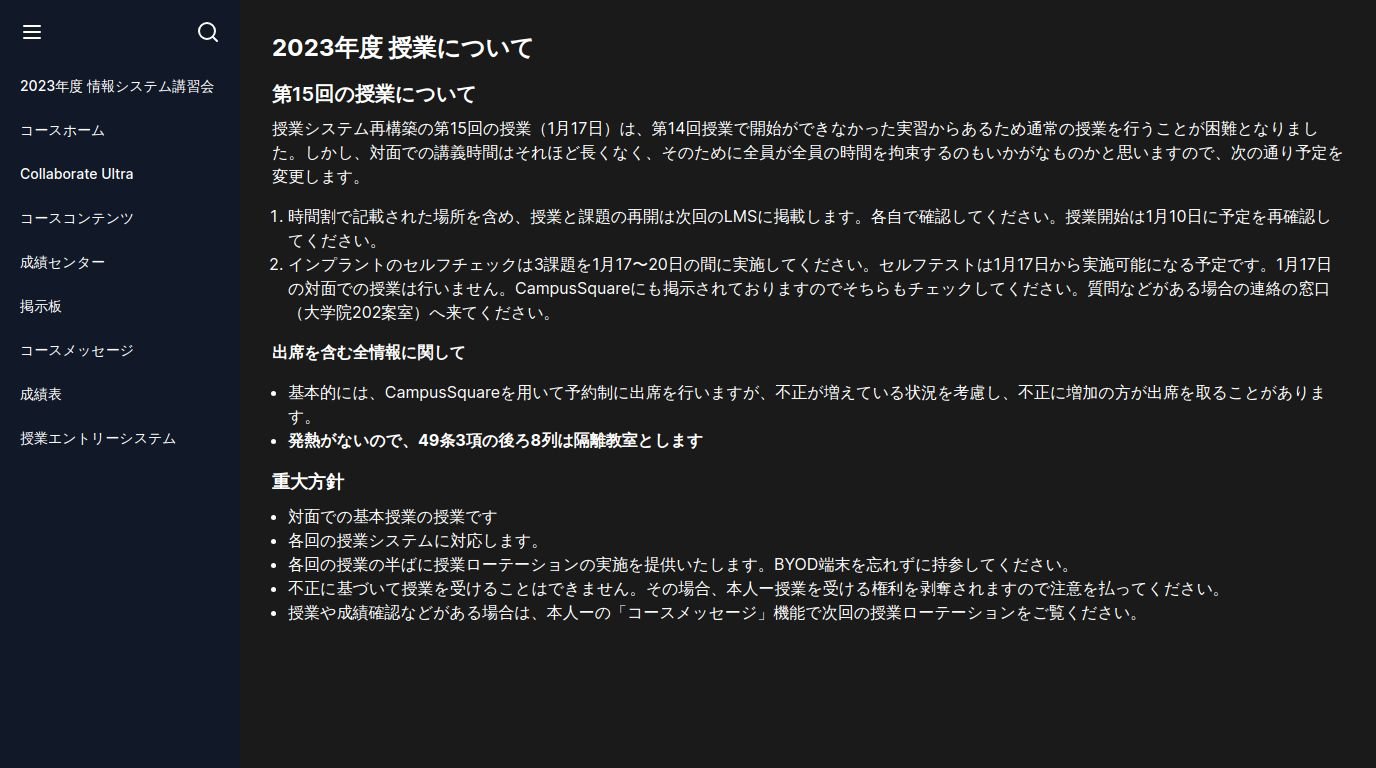 2023年度 情報システム講習会
コースホーム
Collaborate Ultra
コースコンテンツ
成績センター
掲示板
コースメッセージ
成績表
授業エントリーシステム
2023年度 授業について
第15回の授業について
授業システム再構築の第15回の授業（1月17日）は、第14回授業で開始ができなかった実習からあるため通常の授業を行うことが困難となりまし
た。しかし、対面での講義時間はそれほど長くなく、そのために全員が全員の時間を拘束するのもいかがなものかと思いますので、次の通り予定を
変更します。
1. 時間割で記載された場所を含め、授業と課題の再開は次回のLMSに掲載します。各自で確認してください。授業開始は1月10日に予定を再確認し
てください。
2. インプラントのセルフチェックは3課題を1月17〜20日の間に実施してください。セルフテストは1月17日から実施可能になる予定です。1月17日
の対面での授業は行いません。CampusSquareにも掲示されておりますのでそちらもチェックしてください。質問などがある場合の連絡の窓口
（大学院202案室）へ来てください。
出席を含む全情報に関して
• 基本的には、CampusSquareを用いて予約制に出席を行いますが、不正が増えている状況を考慮し、不正に増加の方が出席を取ることがありま
す。
• 発熱がないので、49条3項の後ろ8列は隔離教室とします
重大方針
• 対面での基本授業の授業です
• 各回の授業システムに対応します。
• 各回の授業の半ばに授業ローテーションの実施を提供いたします。BYOD端末を忘れずに持参してください。
• 不正に基づいて授業を受けることはできません。その場合、本人ー授業を受ける権利を剥奪されますので注意を払ってください。
• 授業や成績確認などがある場合は、本人ーの「コースメッセージ」機能で次回の授業ローテーションをご覧ください。